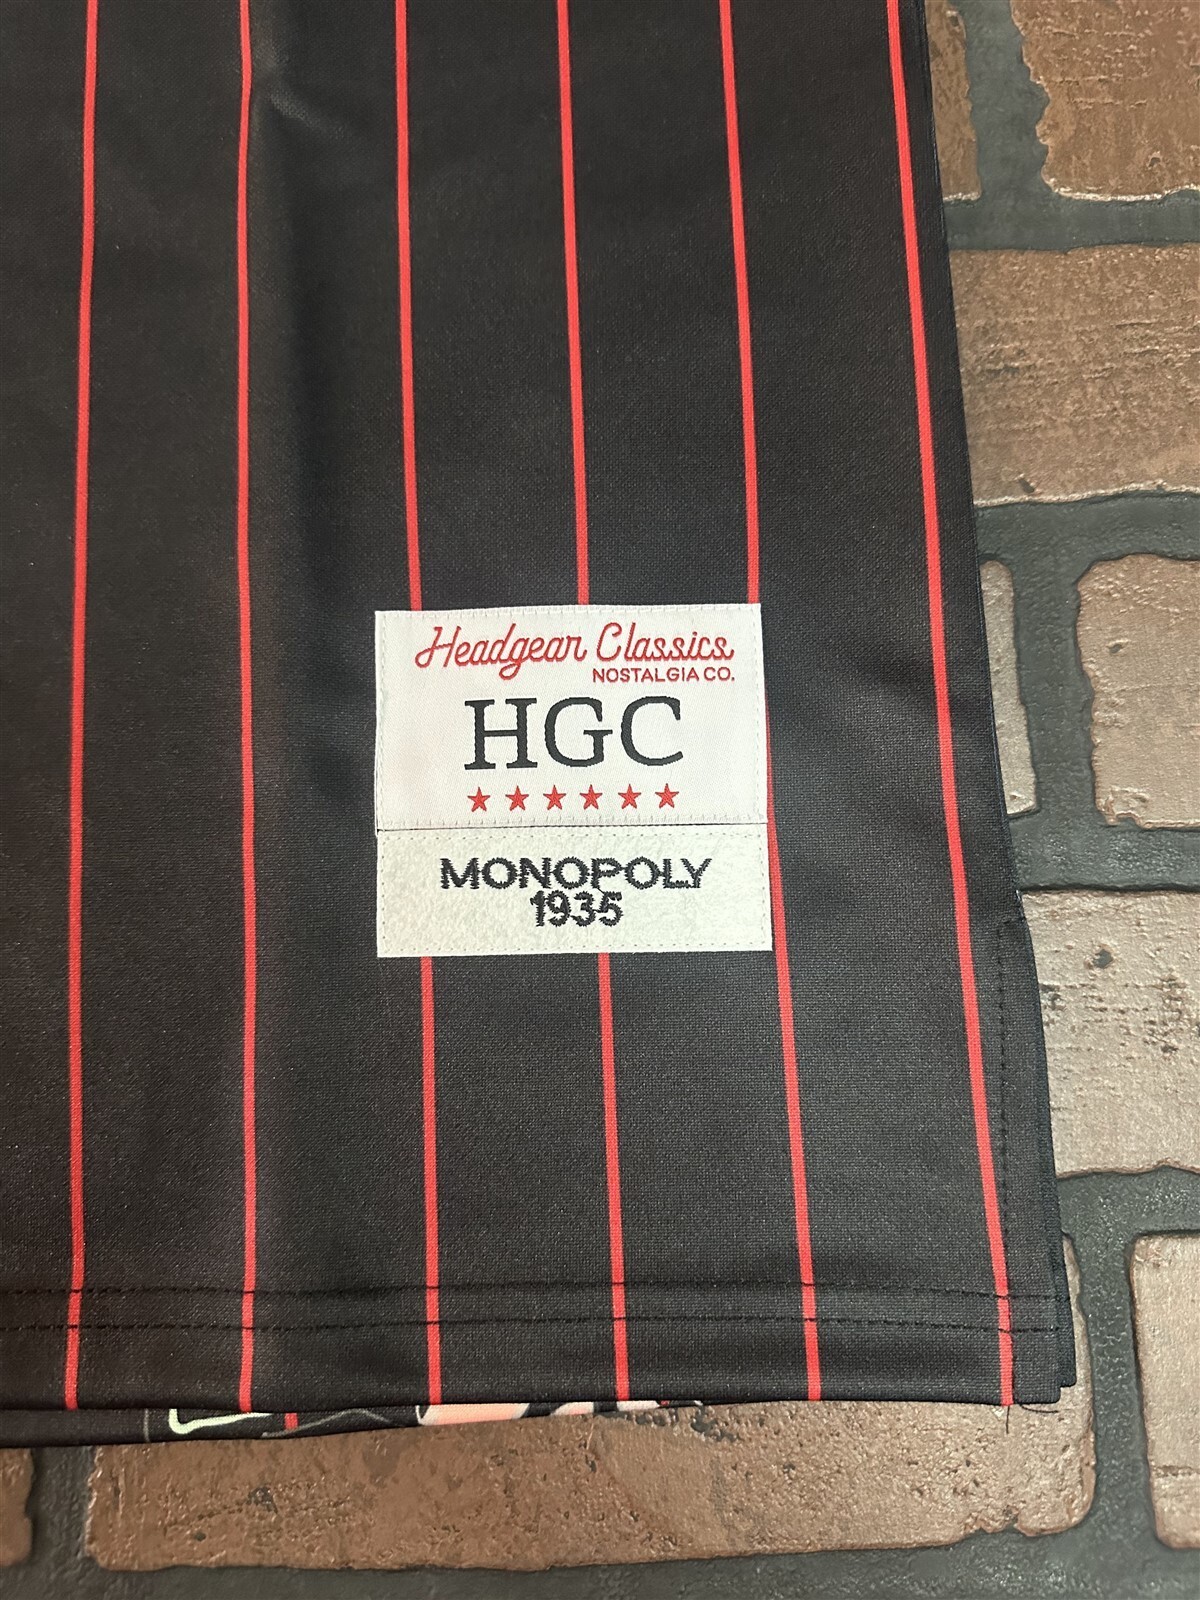 Headgear Classics
NOSTALGIA CO.
HGC
MONOPOLY
1935